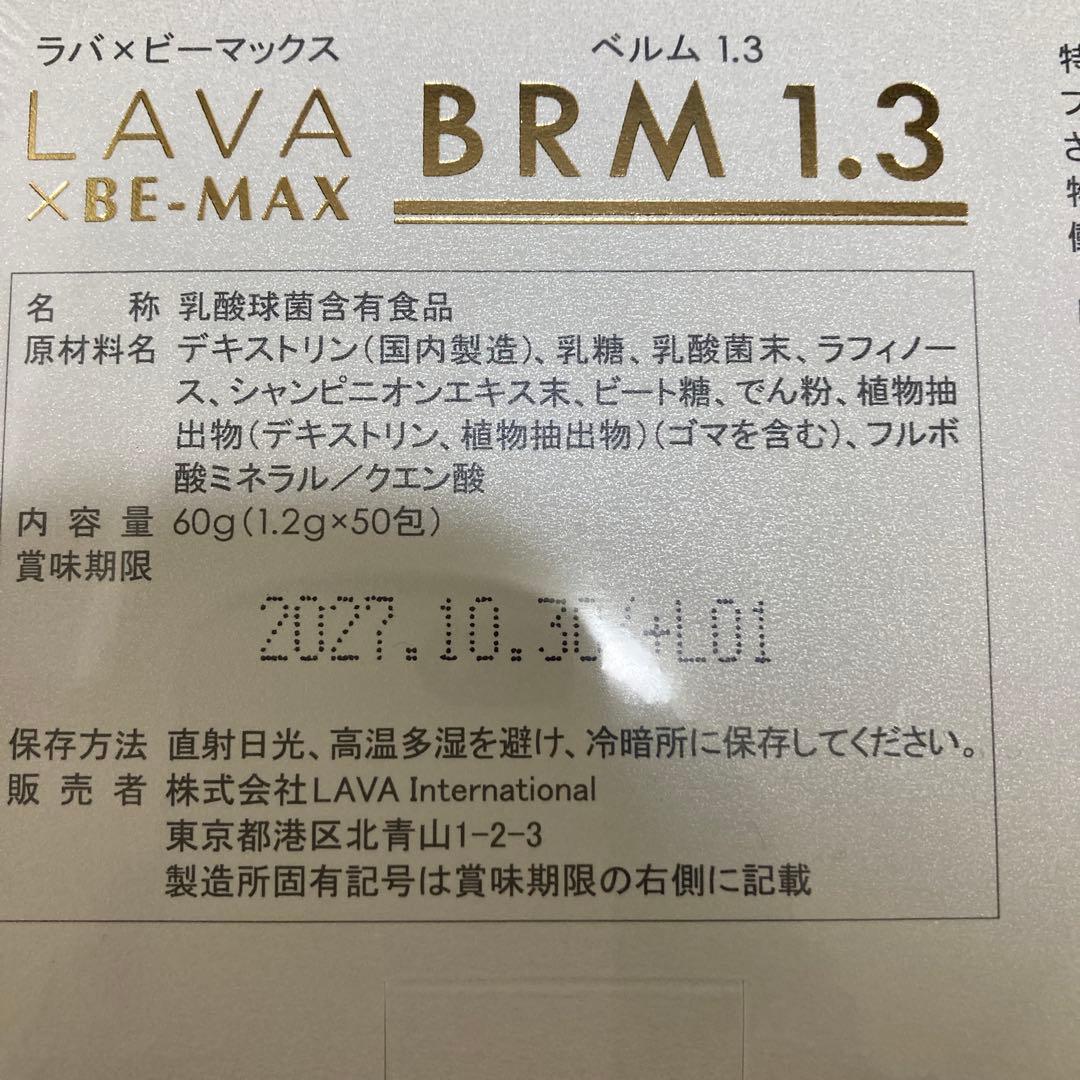 ラバ×ビーマックス
ベルム 1.3
LAVA
×BE-MAX
BRM 1.3
名称 乳酸球菌含有食品
原材料名 デキストリン(国内製造)、乳糖、乳酸菌末、ラフィノー
ス、シャンピニオンエキス末、ビート糖、でん粉、植物抽
出物(デキストリン、植物抽出物)(ゴマを含む)、フルボ
酸ミネラル／クエン酸
内容量 60g(1.2g×50包)
賞味期限
2027.10.30/+L01
保存方法 直射日光、高温多湿を避け、冷暗所に保存してください。
販売者 株式会社LAVA International
東京都港区北青山1-2-3
製造所固有記号は賞味期限の右側に記載